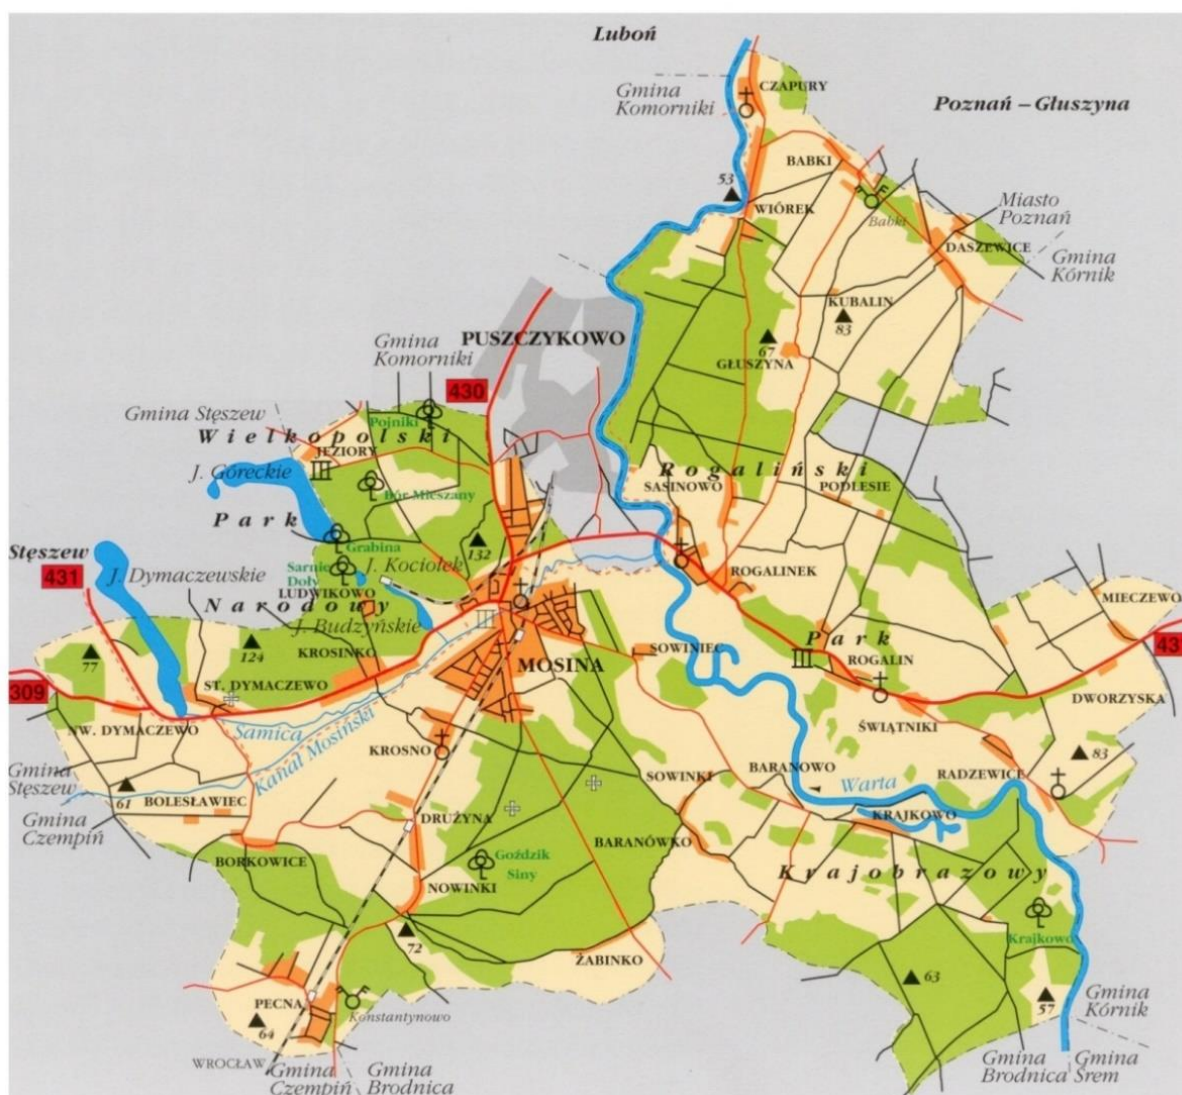 Luboń
Gmina
Komorniki
CZAPURY
Poznań – Głuszyna
BABKI
53
WIÓREK
Babki
Miasto
Poznań
DASZEWICE
Gmina
Kórnik
KUBALIN
83
67
GŁUSZYNA
PUSZCZYKOWO
Gmina
Komorniki
430
Gmina Stęszew
Pojniki
Wielkopolski
JEZIORY
J. Góreckie
Bór Mieszany
Rogaliński
SASINOWO
PODLESIE
Park
Grabina
132
Stęszew
431
J. Dymaczewskie
Sarnie
Doły
J. Kociołek
LUDWIKOWO
Narodowy
J. Budzyńskie
ROGALINEK
MIECZEWO
77
124
KROSINKO
MOSINA
SOWINIEC
Park
ROGALIN
43
309
ST. DYMACZEWO
DWORZYSKA
NW. DYMACZEWO
Samica
Kanał Mosiński
KROSNO
ŚWIĄTNIKI
83
Gmina
Stęszew
61
BOLESŁAWIEC
SOWINKI
BARANOWO
Warta
RADZEWICE
KRAJKOWO
Gmina
Czempiń
DRUŻYNA
BARANÓWKO
BORKOWICE
Goździk
Siny
NOWINKI
Krajobrazowy
72
Krajkowo
ŻABINKO
63
PECNA
64
Konstantynowo
57
Gmina
Kórnik
WROCŁAW
Gmina
Czempiń
Gmina
Brodnica
Gmina
Brodnica
Gmina
Śrem